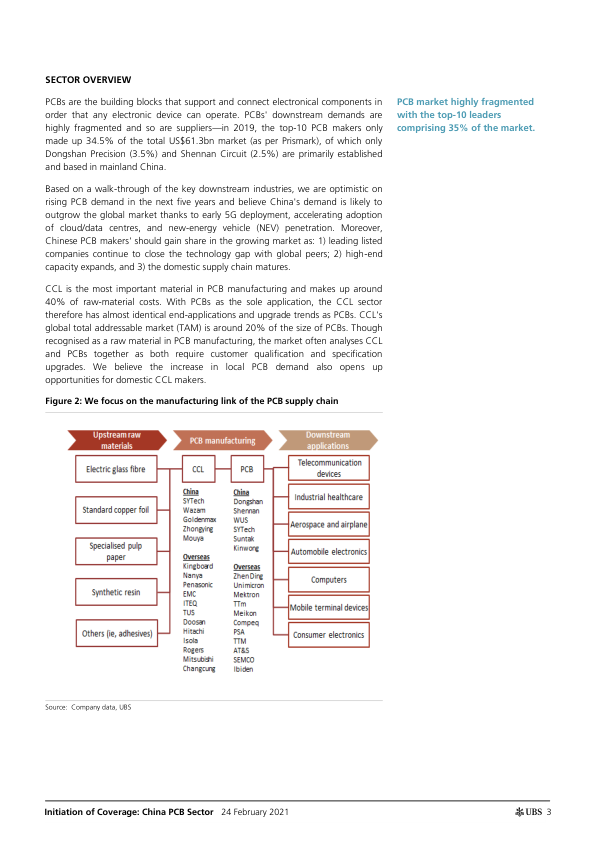 SECTOR OVERVIEW
PCBs are the building blocks that support and connect electronical components in
order that any electronic device can operate. PCBs' downstream demands are
highly fragmented and so are suppliers—in 2019, the top-10 PCB makers only
made up 34.5% of the total US$61.3bn market (as per Prismark), of which only
Dongshan Precision (3.5%) and Shennan Circuit (2.5%) are primarily established
and based in mainland China.
PCB market highly fragmented
with the top-10 leaders
comprising 35% of the market.
Based on a walk-through of the key downstream industries, we are optimistic on
rising PCB demand in the next five years and believe China's demand is likely to
outgrow the global market thanks to early 5G deployment, accelerating adoption
of cloud/data centres, and new-energy vehicle (NEV) penetration. Moreover,
Chinese PCB makers' should gain share in the growing market as: 1) leading listed
companies continue to close the technology gap with global peers; 2) high-end
capacity expands, and 3) the domestic supply chain matures.
CCL is the most important material in PCB manufacturing and makes up around
40% of raw-material costs. With PCBs as the sole application, the CCL sector
therefore has almost identical end-applications and upgrade trends as PCBs. CCL's
global total addressable market (TAM) is around 20% of the size of PCBs. Though
recognised as a raw material in PCB manufacturing, the market often analyses CCL
and PCBs together as both require customer qualification and specification
upgrades. We believe the increase in local PCB demand also opens up
opportunities for domestic CCL makers.
Figure 2: We focus on the manufacturing link of the PCB supply chain
Upstream raw
materials
PCB manufacturing
Downstream
applications
Electric glass fibre
Standard copper foil
Specialised pulp
paper
Synthetic resin
Others (ie, adhesives)
CCL
China
SYTech
Wazam
Goldenmax
Zhongying
Mouya
Overseas
Kingboard
Nanya
Penasonic
EMC
ITEQ
TUS
Doosan
Hitachi
Isola
Rogers
Mitsubishi
Changcung
PCB
China
Dongshan
Shennan
WUS
SYTech
Suntak
Kinwong
Overseas
Zhen Ding
Unimicron
Mektron
TTm
Meikon
Compeq
PSA
TTM
AT&S
SEMCO
Ibiden
Telecommunication
devices
Industrial healthcare
Aerospace and airplane
Automobile electronics
Computers
Mobile terminal devices
Consumer electronics
Source: Company data, UBS
Initiation of Coverage: China PCB Sector 24 February 2021
UBS 3